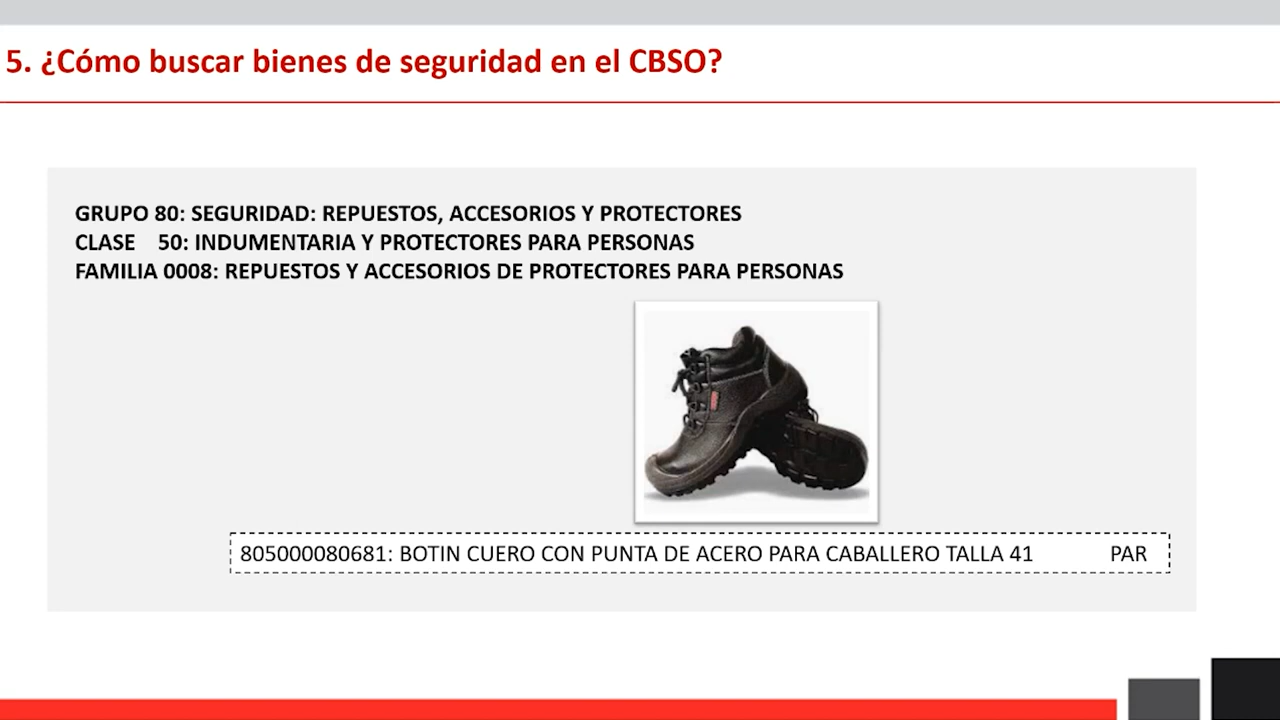 5. ¿Cómo buscar bienes de seguridad en el CBSO?
GRUPO 80: SEGURIDAD: REPUESTOS, ACCESORIOS Y PROTECTORES
CLASE 50: INDUMENTARIA Y PROTECTORES PARA PERSONAS
FAMILIA 0008: REPUESTOS Y ACCESORIOS DE PROTECTORES PARA PERSONAS
805000080681: BOTIN CUERO CON PUNTA DE ACERO PARA CABALLERO TALLA 41 PAR